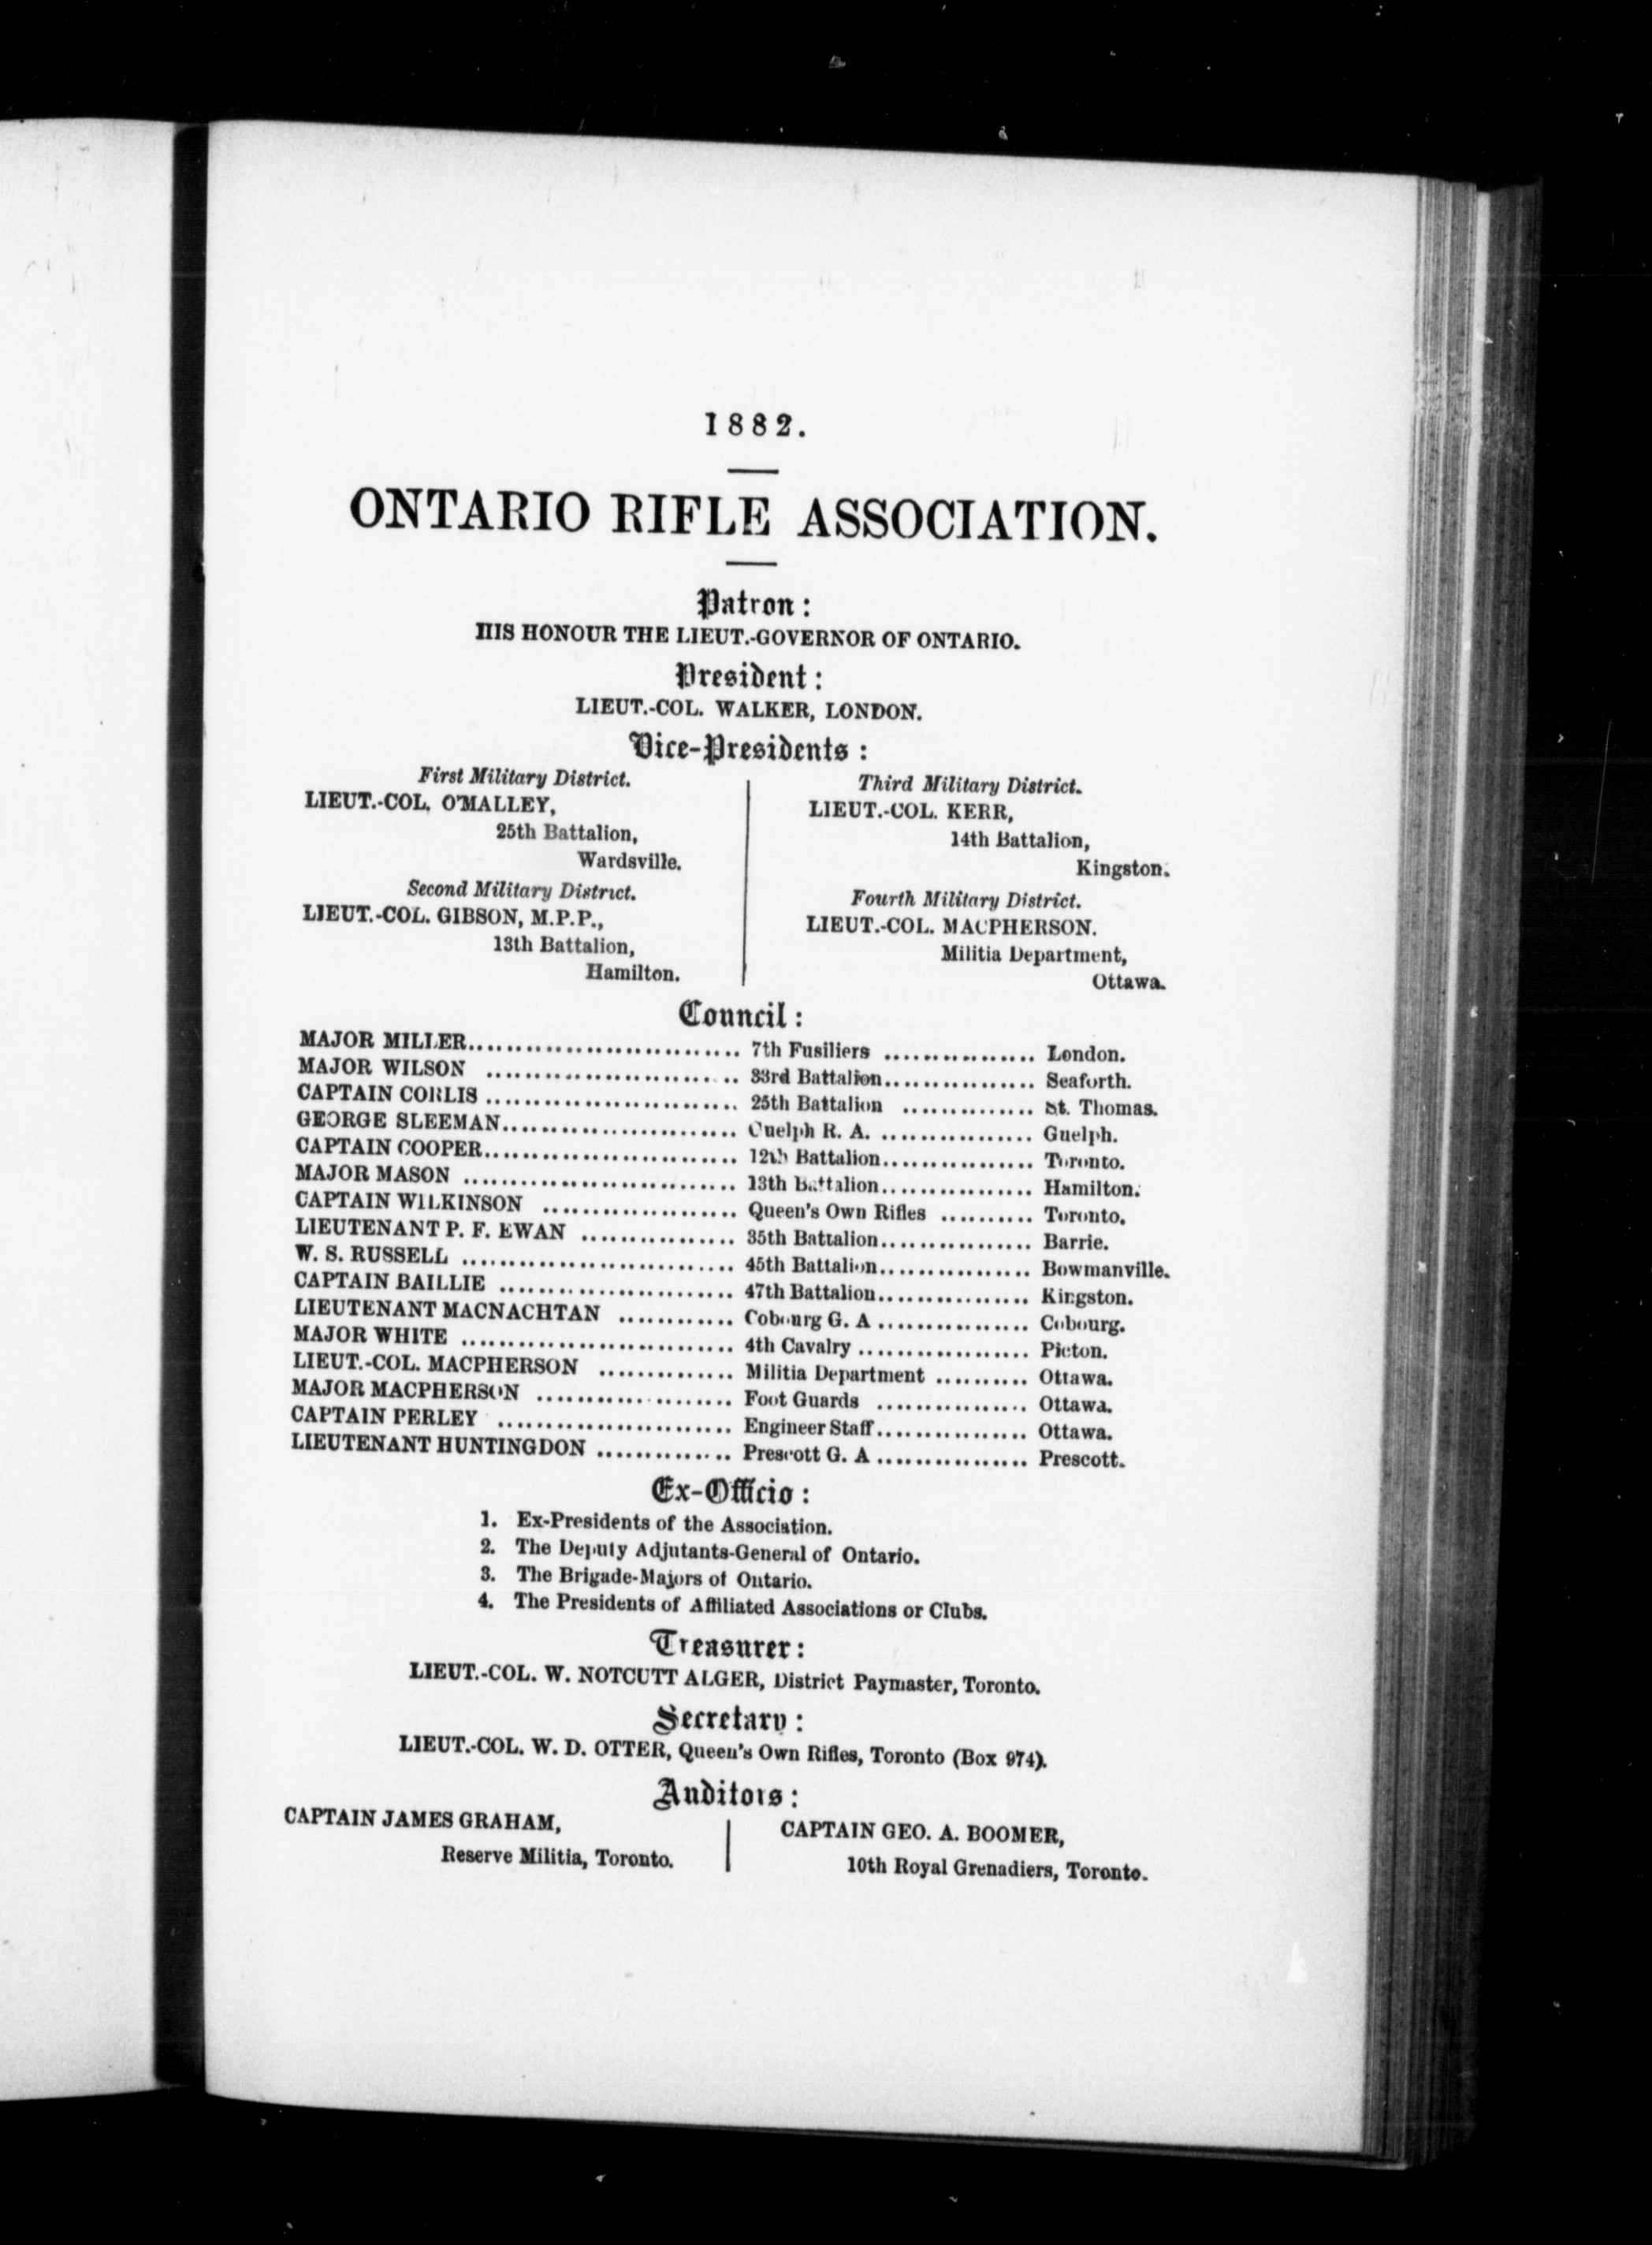 1882.
ONTARIO RIFLE ASSOCIATION.
Patron:
HIS HONOUR THE LIEUT.-GOVERNOR OF ONTARIO.
President:
LIEUT.-COL. WALKER, LONDON.
Vice-Presidents:
First Military District.
LIEUT.-COL. O'MALLEY,
25th Battalion,
Wardsville.
Second Military District.
LIEUT.-COL. GIBSON, M.P.P.,
13th Battalion,
Hamilton.
Third Military District.
LIEUT.-COL. KERR,
14th Battalion,
Kingston.
Fourth Military District.
LIEUT.-COL. MACPHERSON.
Militia Department,
Ottawa.
Council:
MAJOR MILLER............................ 7th Fusiliers ................ London.
MAJOR WILSON .......................... 33rd Battalion................ Seaforth.
CAPTAIN CORLIS .......................... 25th Battalion .............. St. Thomas.
GEORGE SLEEMAN......................... Guelph R. A. ................ Guelph.
CAPTAIN COOPER.......................... 12th Battalion................ Toronto.
MAJOR MASON ............................ 13th Battalion................ Hamilton.
CAPTAIN WILKINSON .................... Queen's Own Rifles .......... Toronto.
LIEUTENANT P. F. EWAN ................ 35th Battalion................ Barrie.
W. S. RUSSELL ............................ 45th Battalion................ Bowmanville.
CAPTAIN BAILLIE ........................ 47th Battalion................ Kingston.
LIEUTENANT MACNACHTAN ............ Cobourg G. A ................ Cobourg.
MAJOR WHITE ............................ 4th Cavalry .................. Picton.
LIEUT.-COL. MACPHERSON .............. Militia Department .......... Ottawa.
MAJOR MACPHERSON .................... Foot Guards ................ Ottawa.
CAPTAIN PERLEY ........................ Engineer Staff................ Ottawa.
LIEUTENANT HUNTINGDON .............. Prescott G. A ................ Prescott.
Ex-Officio:
1. Ex-Presidents of the Association.
2. The Deputy Adjutants-General of Ontario.
3. The Brigade-Majors of Ontario.
4. The Presidents of Affiliated Associations or Clubs.
Treasurer:
LIEUT.-COL. W. NOTCUTT ALGER, District Paymaster, Toronto.
Secretary:
LIEUT.-COL. W. D. OTTER, Queen's Own Rifles, Toronto (Box 974).
Auditors:
CAPTAIN JAMES GRAHAM,
Reserve Militia, Toronto.
CAPTAIN GEO. A. BOOMER,
10th Royal Grenadiers, Toronto.